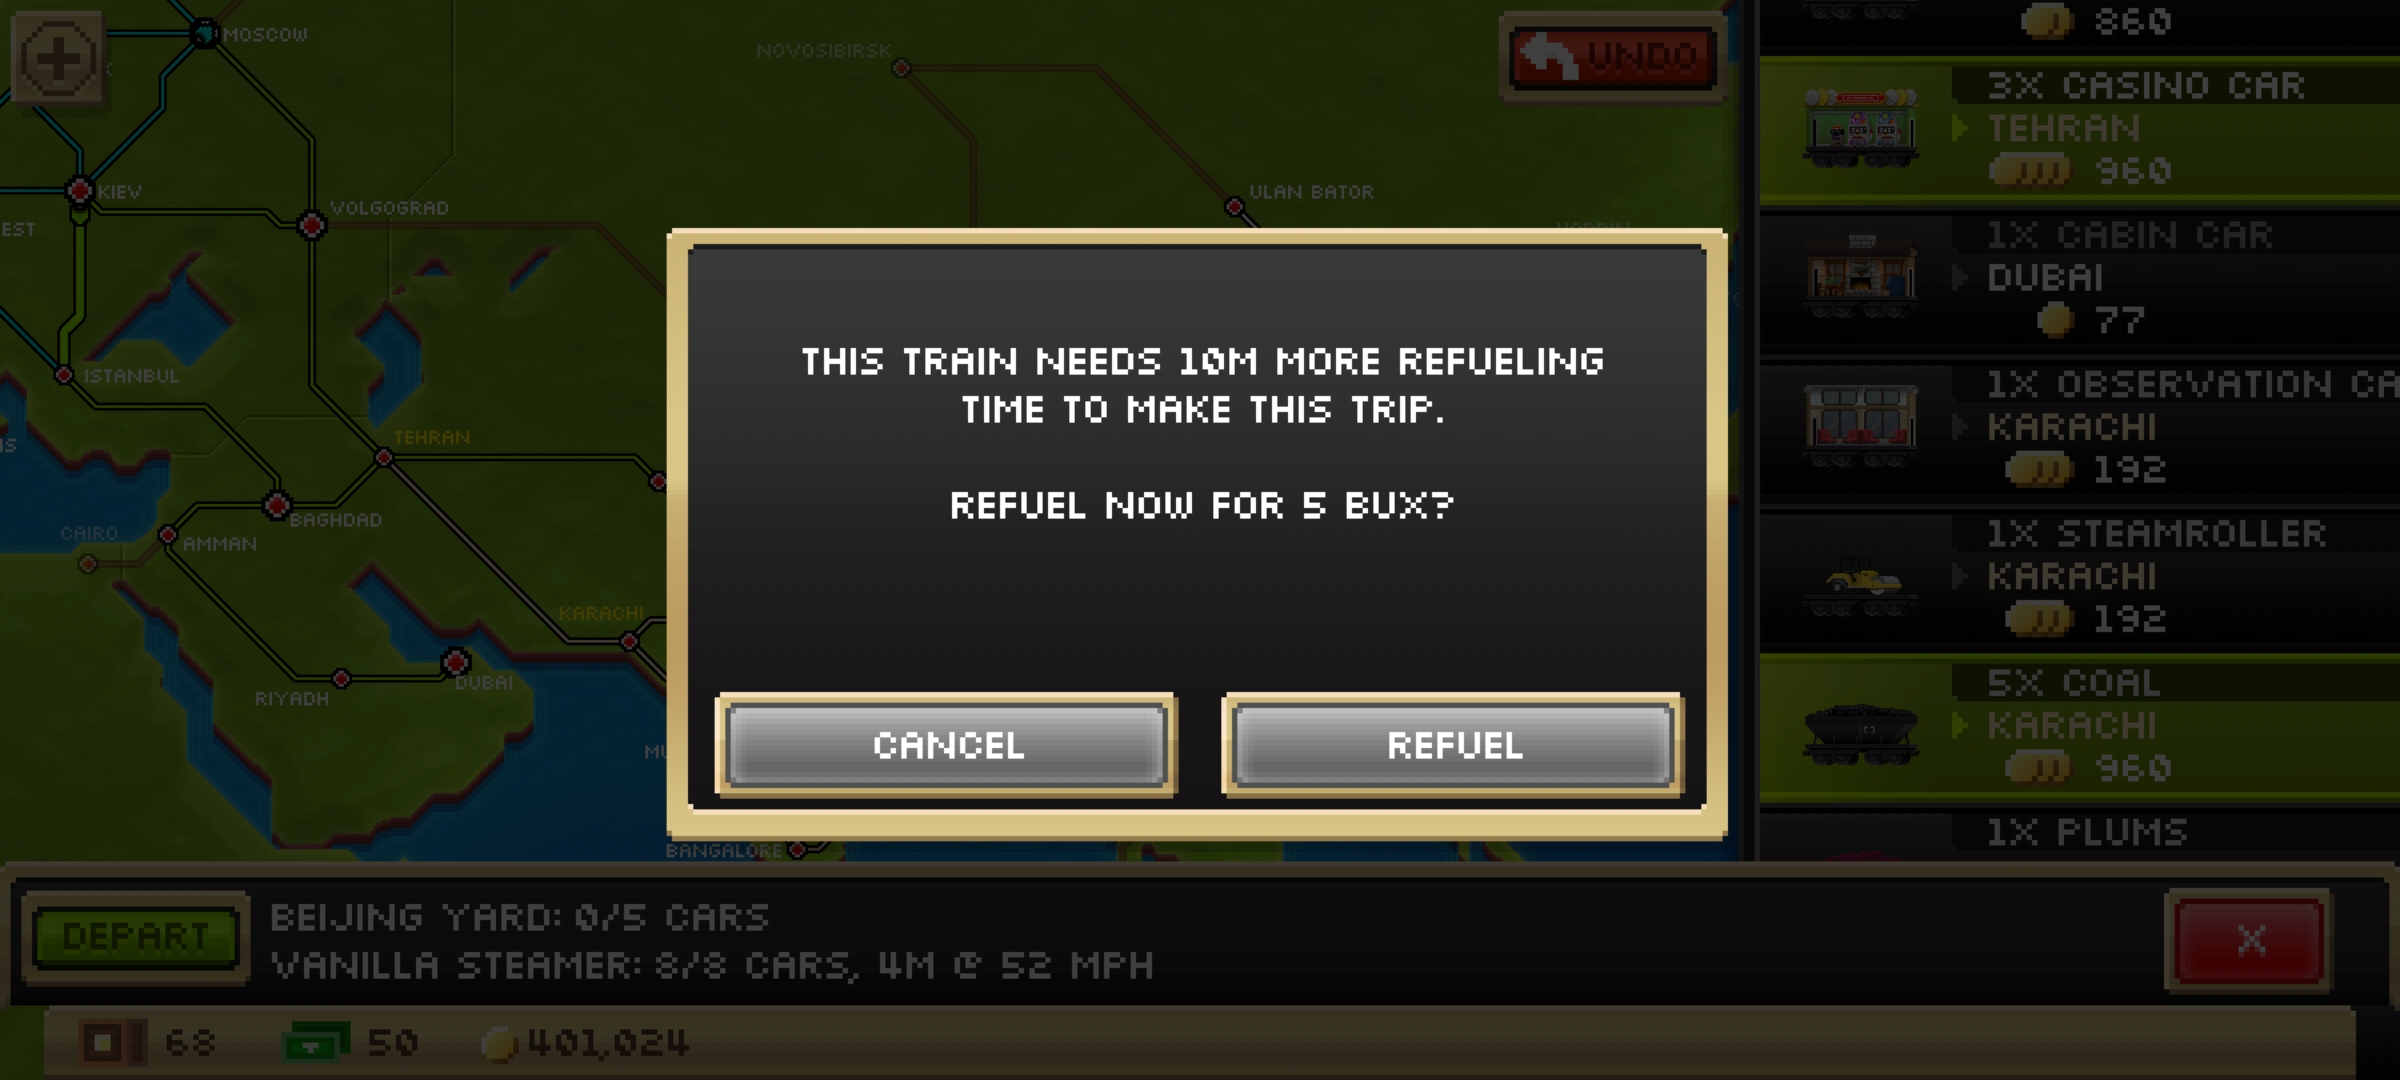 MOSCOW
NOVOSIBIRSK
UNDO
860
3X CASINO CAR
TEHRAN
960
KIEV
VOLGOGRAD
ULAN BATOR
EST
1X CABIN CAR
DUBAI
77
THIS TRAIN NEEDS 10M MORE REFUELING
TIME TO MAKE THIS TRIP.
REFUEL NOW FOR 5 BUX?
CANCEL
REFUEL
ISTANBUL
TEHRAN
BAGHDAD
CAIRO
AMMAN
KARACHI
RIYADH
DUBAI
BANGALORE
1X OBSERVATION CA
KARACHI
192
1X STEAMROLLER
KARACHI
192
5X COAL
KARACHI
960
1X PLUMS
DEPART
BEIJING YARD: 0/5 CARS
VANILLA STEAMER: 8/8 CARS, 4M @ 52 MPH
X
68
50
401,024